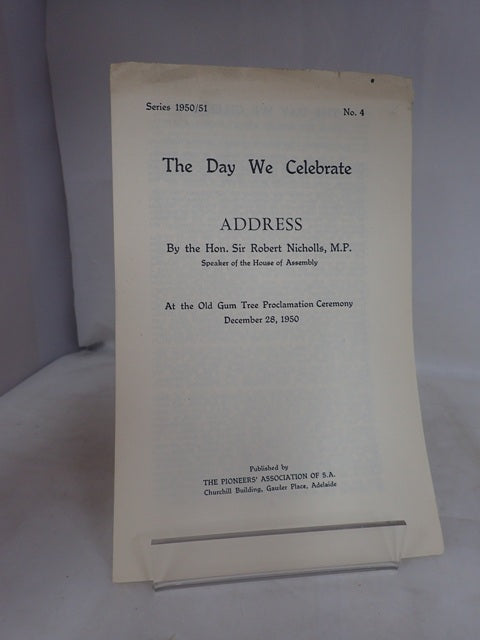 Series 1950/51
No. 4
The Day We Celebrate
ADDRESS
By the Hon. Sir Robert Nicholls, M.P.
Speaker of the House of Assembly
At the Old Gum Tree Proclamation Ceremony
December 28, 1950
Published by
THE PIONEERS' ASSOCIATION OF S.A.
Churchill Building, Gawler Place, Adelaide